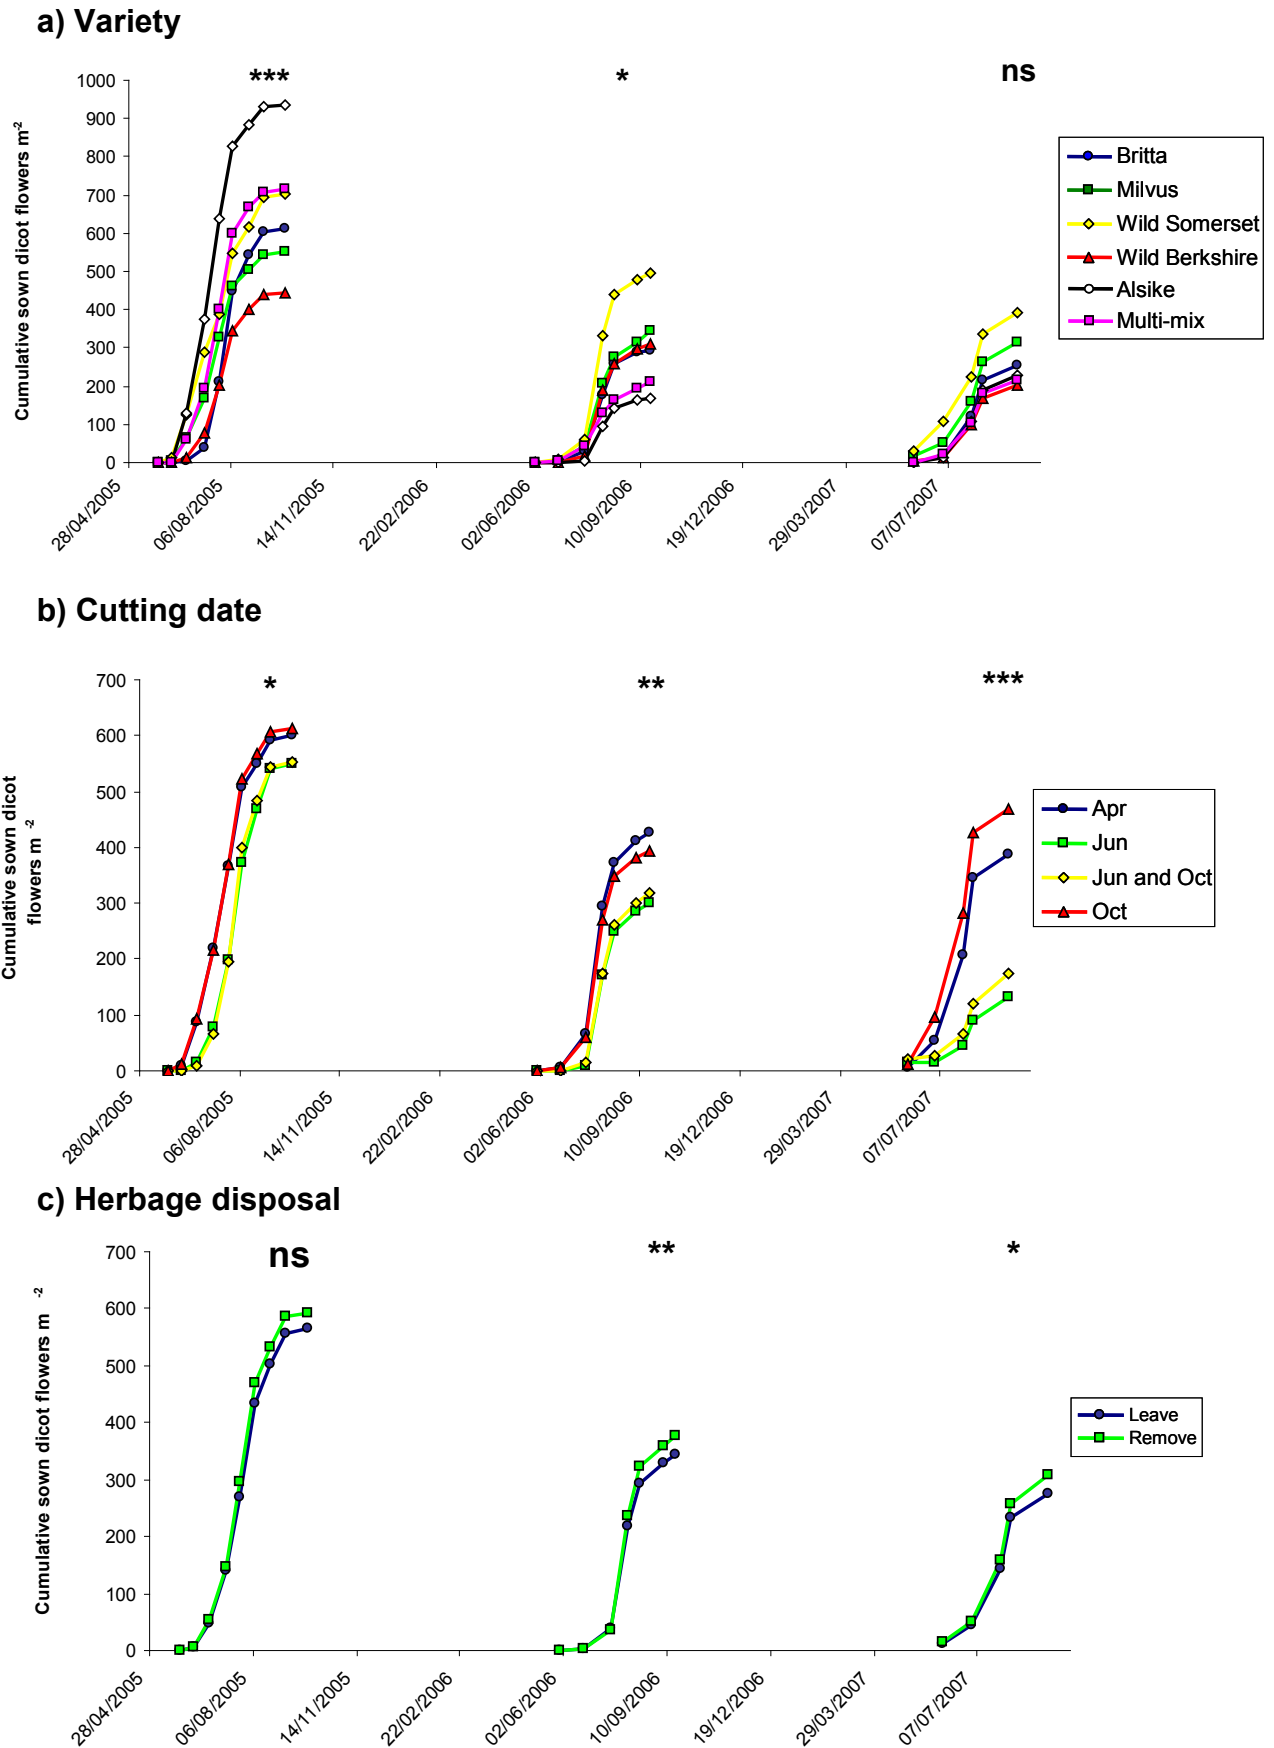 a) Variety
Cumulative sown dicot flowers m-2
*** * ns
1000
900
800
700
600
500
400
300
200
100
0
28/04/2005 06/08/2005 14/11/2005 22/02/2006 02/06/2006 10/09/2006 19/12/2006 29/03/2007 07/07/2007
Britta
Milvus
Wild Somerset
Wild Berkshire
Alsike
Multi-mix
b) Cutting date
Cumulative sown dicot
flowers m -2
* ** ***
700
600
500
400
300
200
100
0
28/04/2005 06/08/2005 14/11/2005 22/02/2006 02/06/2006 10/09/2006 19/12/2006 29/03/2007 07/07/2007
Apr
Jun
Jun and Oct
Oct
c) Herbage disposal
Cumulative sown dicot flowers m -2
ns ** *
700
600
500
400
300
200
100
0
28/04/2005 06/08/2005 14/11/2005 22/02/2006 02/06/2006 10/09/2006 19/12/2006 29/03/2007 07/07/2007
Leave
Remove